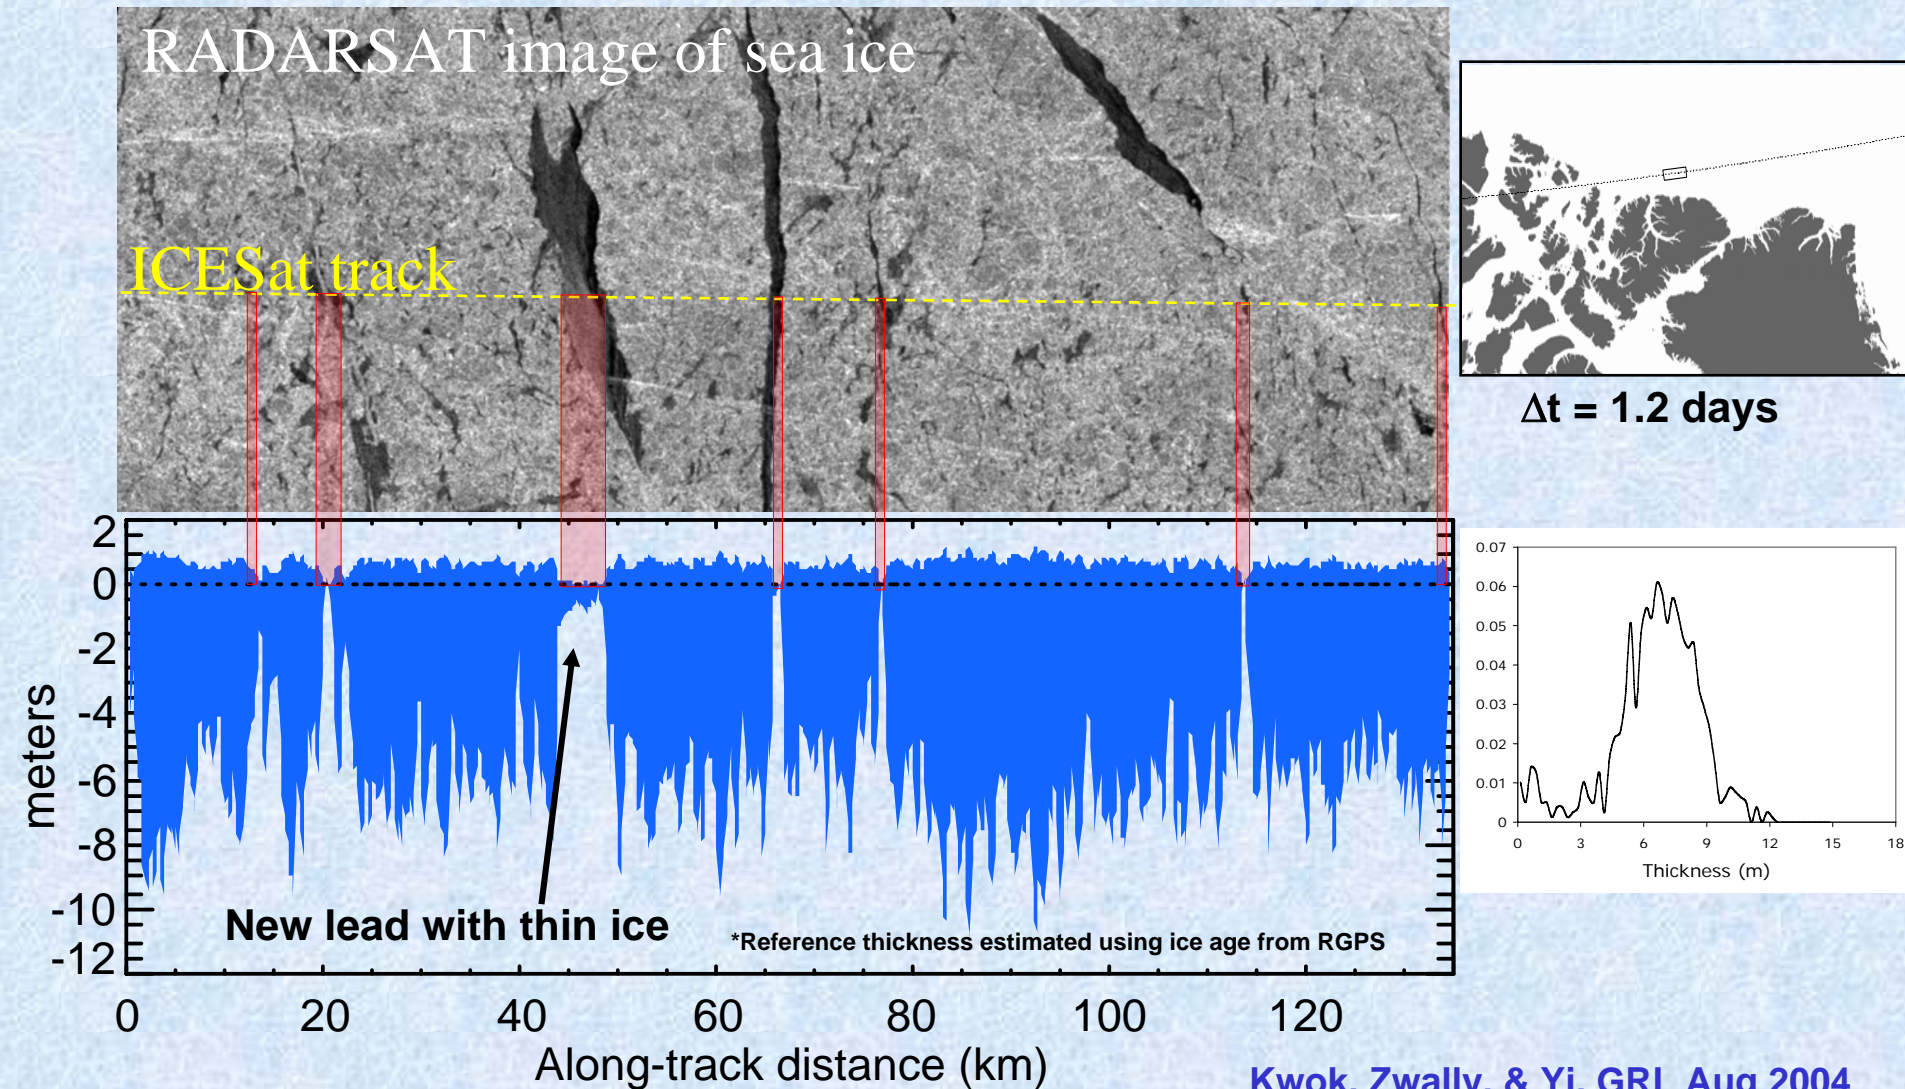 RADARSAT image of sea ice
ICESat track
Δt = 1.2 days
2
0
-2
-4
-6
-8
-10
-12
meters
New lead with thin ice
*Reference thickness estimated using ice age from RGPS
0 20 40 60 80 100 120
Along-track distance (km)
0.07
0.06
0.05
0.04
0.03
0.02
0.01
0
0 3 6 9 12 15 18
Thickness (m)
Kwok, Zwally, & Yi, GRL, Aug 2004